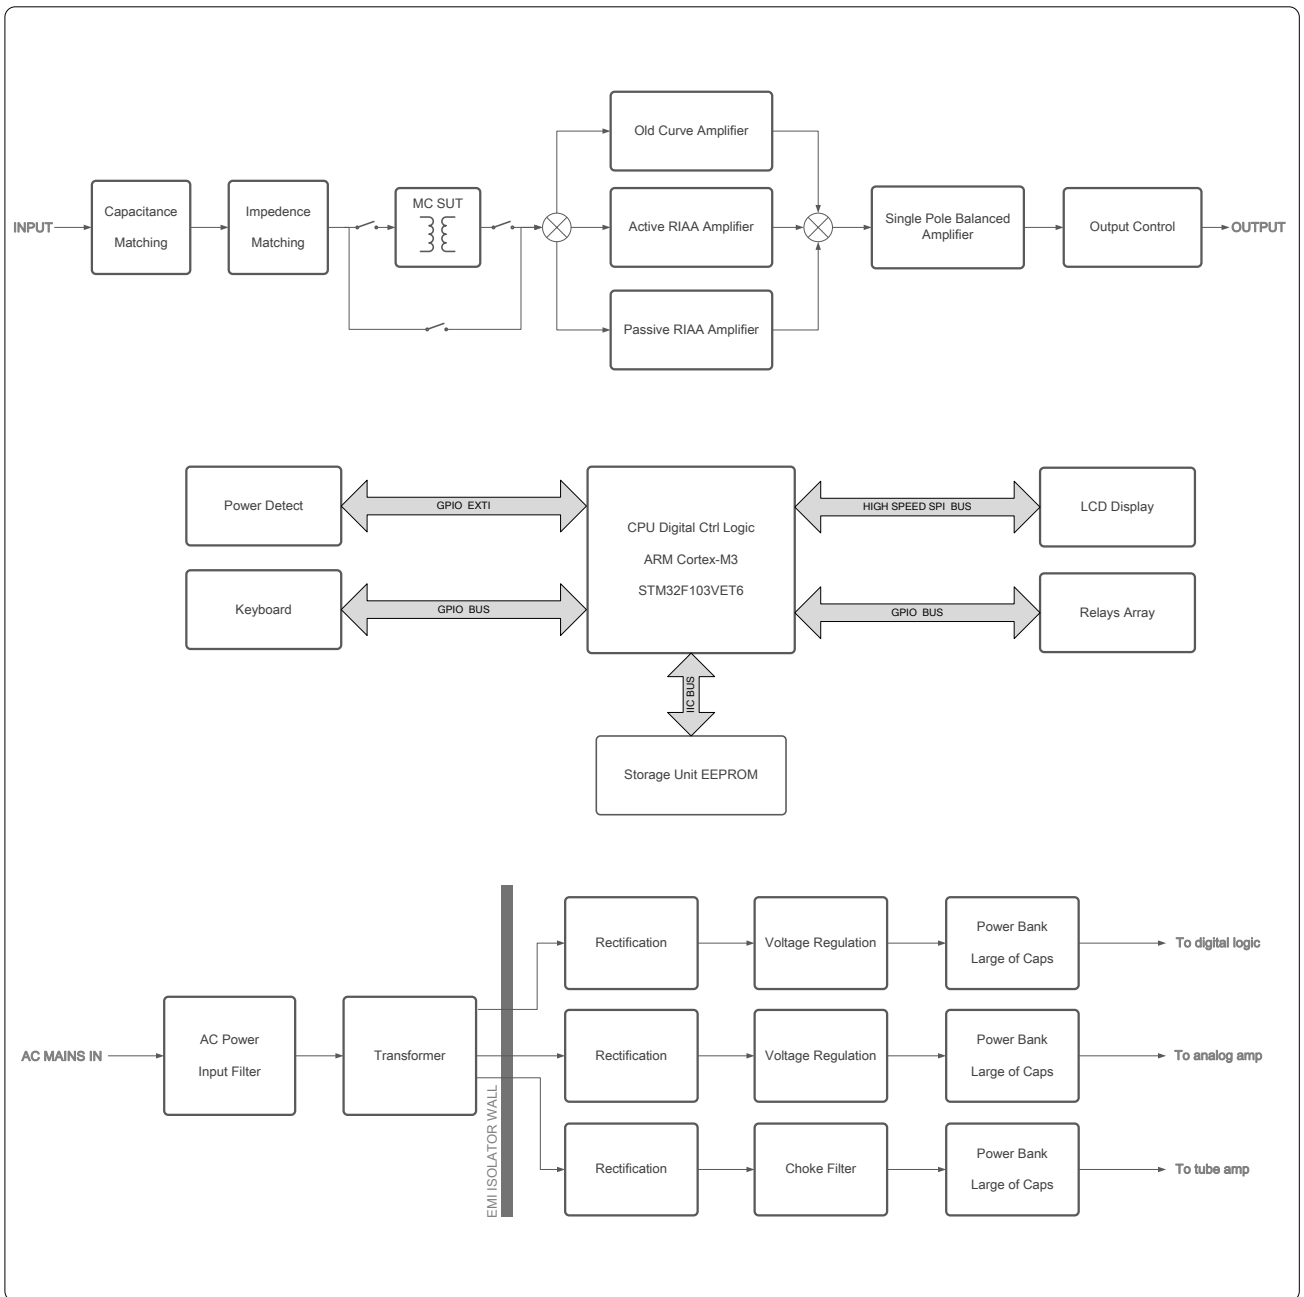 Old Curve Amplifier
INPUT
Capacitance
Matching
Impedence
Matching
MC SUT
Active RIAA Amplifier
Single Pole Balanced
Amplifier
Output Control
OUTPUT
Passive RIAA Amplifier
Power Detect
GPIO EXTI
CPU Digital Ctrl Logic
ARM Cortex-M3
STM32F103VET6
HIGH SPEED SPI BUS
LCD Display
Keyboard
GPIO BUS
GPIO BUS
Relays Array
IIC BUS
Storage Unit EEPROM
Rectification
Voltage Regulation
Power Bank
Large of Caps
To digital logic
AC MAINS IN
AC Power
Input Filter
Transformer
EMI ISOLATOR WALL
Rectification
Voltage Regulation
Power Bank
Large of Caps
To analog amp
Rectification
Choke Filter
Power Bank
Large of Caps
To tube amp